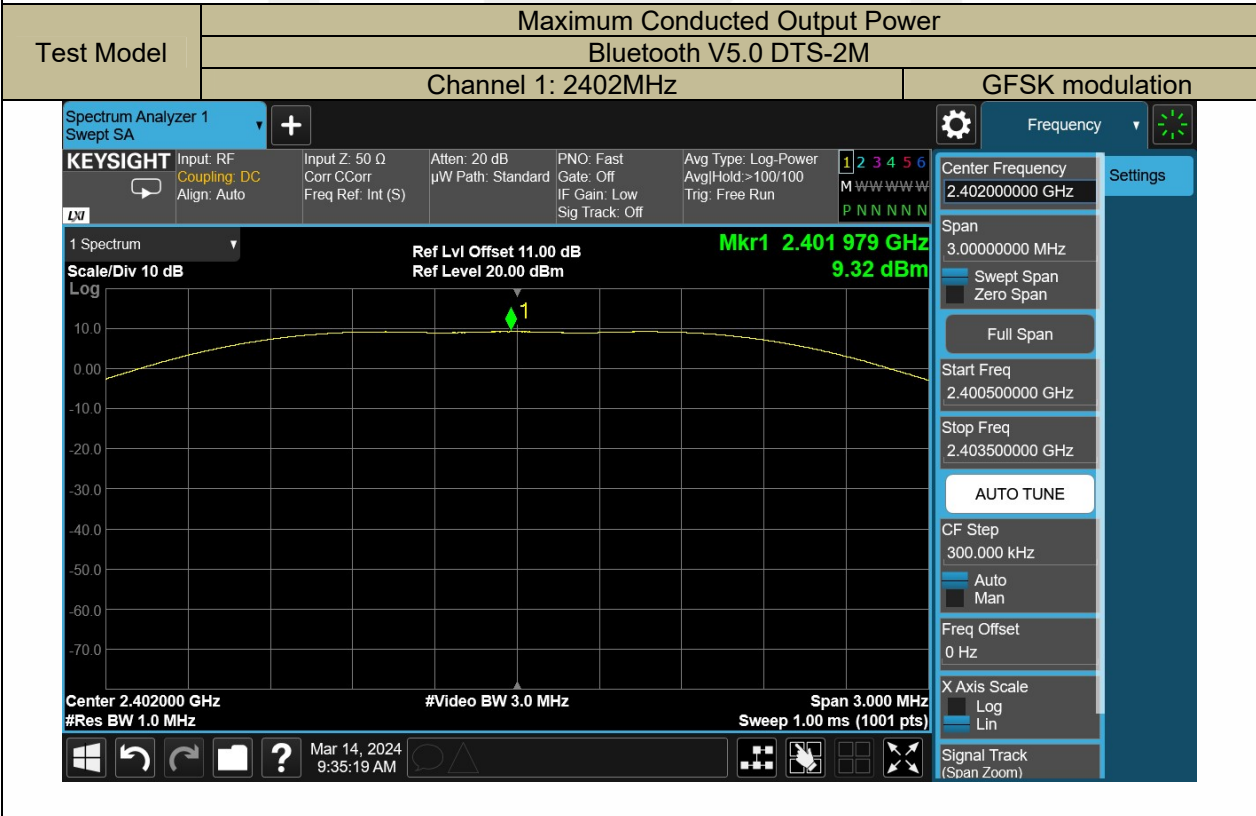 Test Model
Maximum Conducted Output Power
Bluetooth V5.0 DTS-2M
Channel 1: 2402MHz
GFSK modulation
Spectrum Analyzer 1
Swept SA
Frequency
KEYSIGHT
LXI
Input: RF
Coupling: DC
Align: Auto
Input Z: 50 Ω
Corr CCorr
Freq Ref: Int (S)
Atten: 20 dB
µW Path: Standard
PNO: Fast
Gate: Off
IF Gain: Low
Sig Track: Off
Avg Type: Log-Power
Avg|Hold:>100/100
Trig: Free Run
1 2 3 4 5 6
M W W W W W
P N N N N N
1 Spectrum
Scale/Div 10 dB
Log
Ref Lvl Offset 11.00 dB
Ref Level 20.00 dBm
Mkr1 2.401 979 GHz
9.32 dBm
1
10.0
0.00
-10.0
-20.0
-30.0
-40.0
-50.0
-60.0
-70.0
Center 2.402000 GHz
#Res BW 1.0 MHz
#Video BW 3.0 MHz
Span 3.000 MHz
Sweep 1.00 ms (1001 pts)
Mar 14, 2024
9:35:19 AM
Center Frequency
2.402000000 GHz
Settings
Span
3.00000000 MHz
Swept Span
Zero Span
Full Span
Start Freq
2.400500000 GHz
Stop Freq
2.403500000 GHz
AUTO TUNE
CF Step
300.000 kHz
Auto
Man
Freq Offset
0 Hz
X Axis Scale
Log
Lin
Signal Track
(Span Zoom)